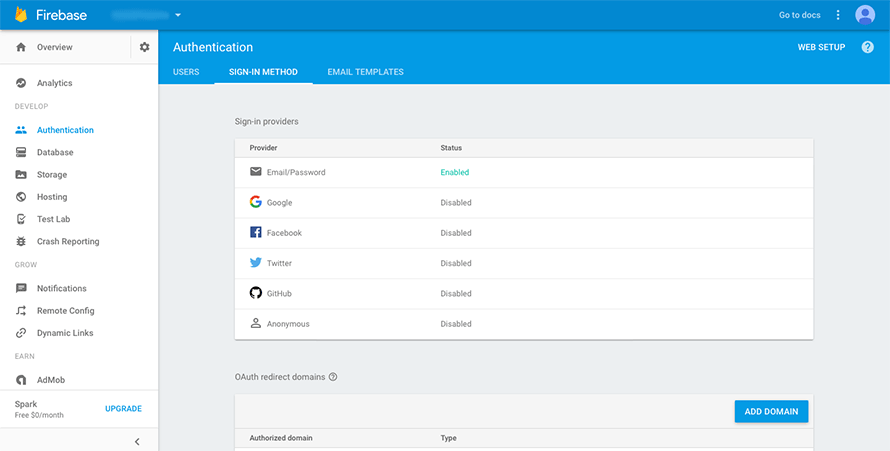 Firebase
Go to docs
Overview
Analytics
DEVELOP
Authentication
Database
Storage
Hosting
Test Lab
Crash Reporting
GROW
Notifications
Remote Config
Dynamic Links
EARN
AdMob
Spark
Free $0/month
UPGRADE
Authentication
WEB SETUP
USERS SIGN-IN METHOD EMAIL TEMPLATES
Sign-in providers
Provider Status
Email/Password Enabled
Google Disabled
Facebook Disabled
Twitter Disabled
GitHub Disabled
Anonymous Disabled
OAuth redirect domains
ADD DOMAIN
Authorized domain Type